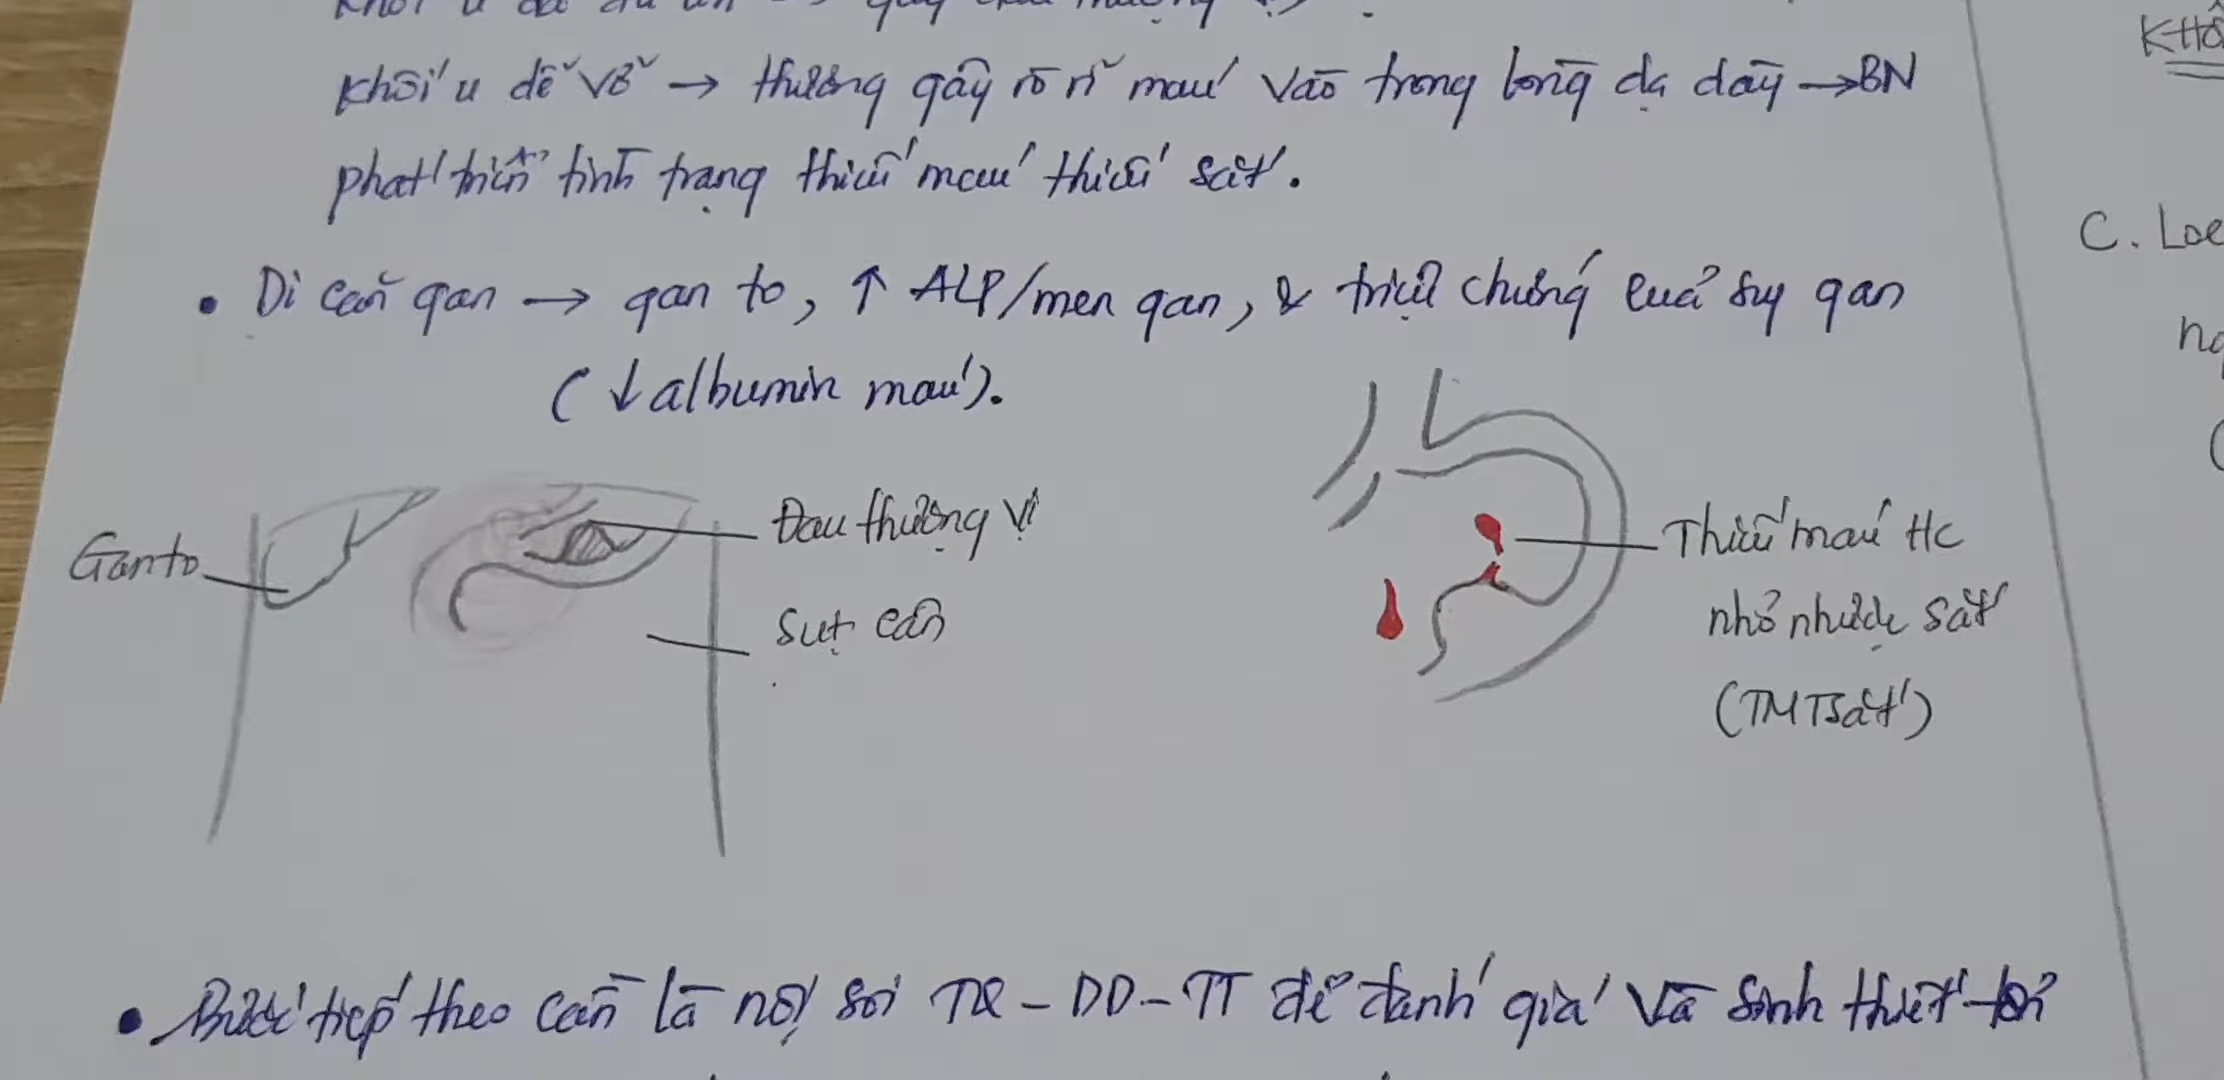 Khối u dễ vỡ → thường gây rò rỉ máu vào trong lòng dạ dày → BN
phát triển tình trạng thiếu máu thiếu sắt.
• Di căn gan → gan to, ↑ ALP/men gan, & triệu chứng của suy gan
(↓ albumin máu).
Gan to
Đau thượng vị
Sụt cân
Thiếu máu HC
nhỏ nhược sắt
(TMTSắt)
• Bước tiếp theo cần là nội soi TQ - DD - TT để đánh giá và sinh thiết
C.